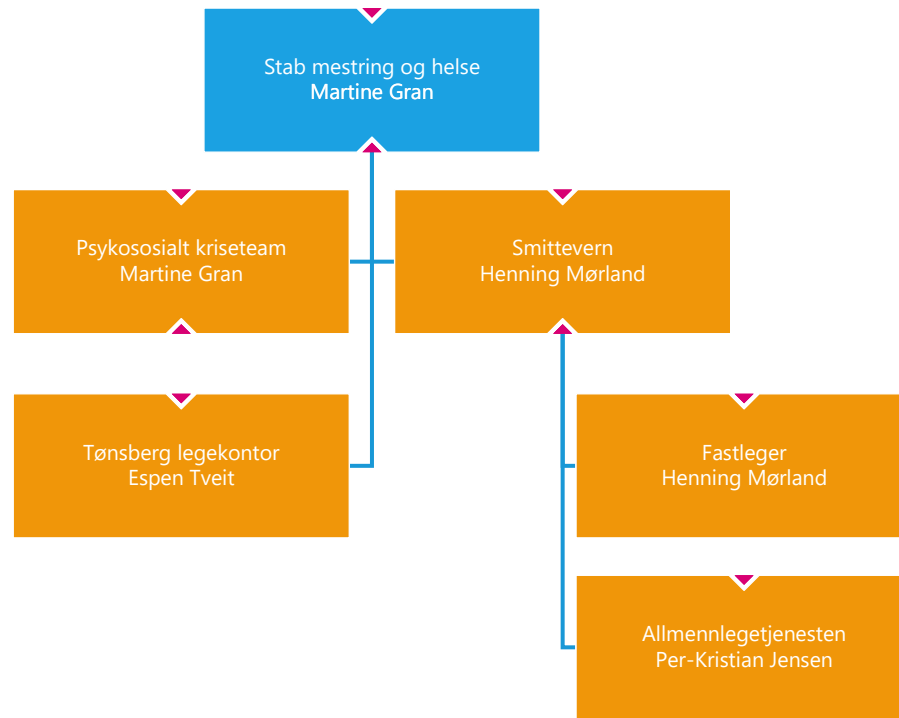 Stab mestring og helse
Martine Gran
Psykososialt kriseteam
Martine Gran
Smittevern
Henning Mørland
Tønsberg legekontor
Espen Tveit
Fastleger
Henning Mørland
Allmennlegetjenesten
Per-Kristian Jensen